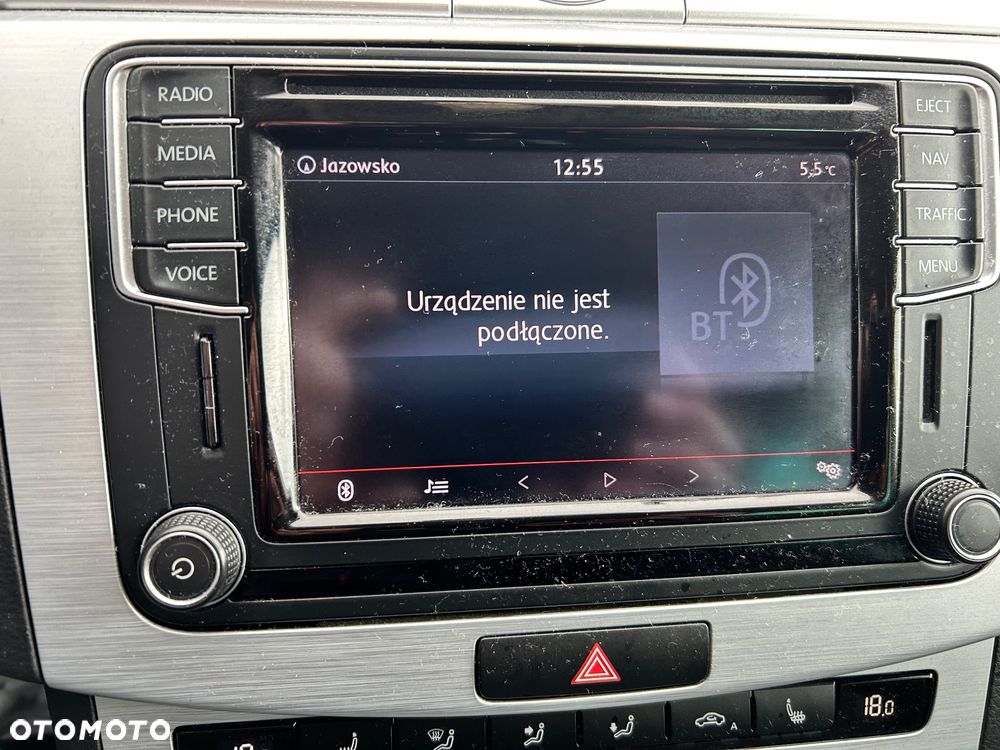 RADIO
MEDIA
PHONE
VOICE
EJECT
NAV
TRAFFIC
MENU
Jazowsko 12:55 5.5°C
Urządzenie nie jest
podłączone.
BT
A
18.0
OTOMOTO